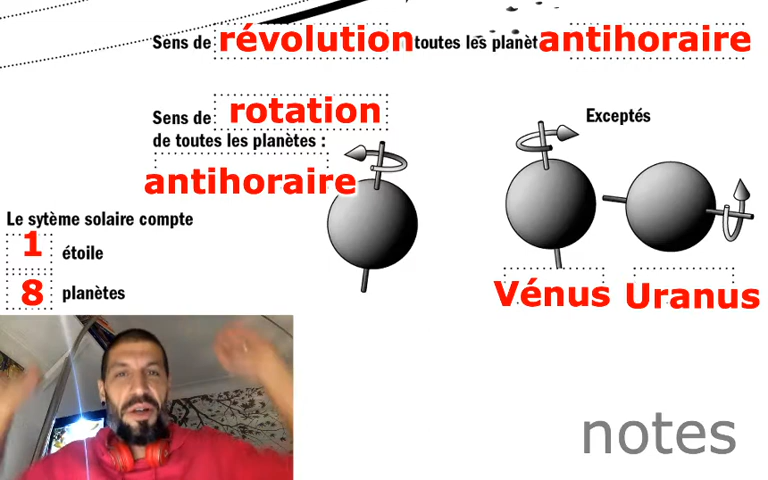 Sens de révolution toutes les planèt antihoraire
Sens de rotation
de toutes les planètes :
antihoraire
Exceptés
Le sytème solaire compte
1 étoile
8 planètes
Vénus Uranus
notes